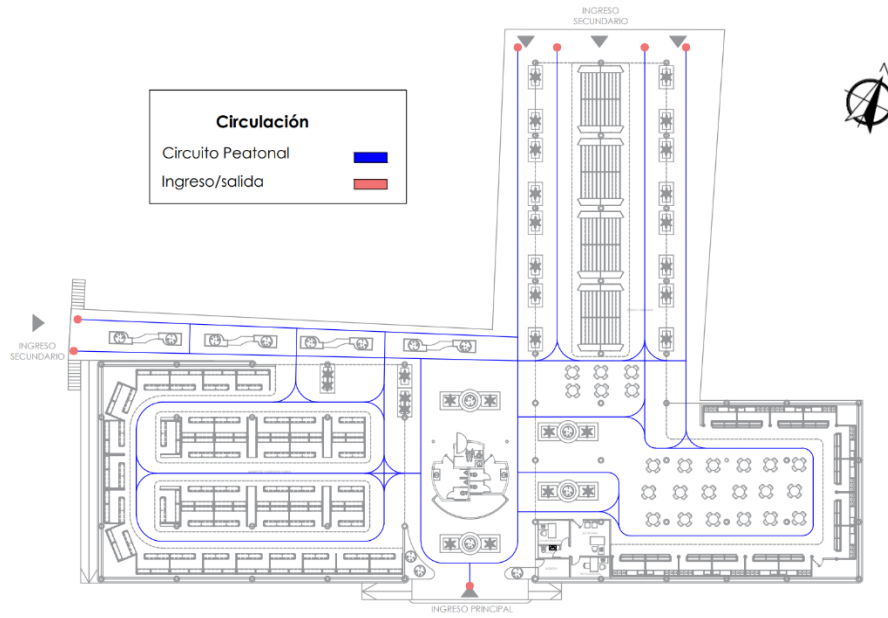 INGRESO
SECUNDARIO
Circulación
Circuito Peatonal
Ingreso/salida
INGRESO
SECUNDARIO
INGRESO PRINCIPAL